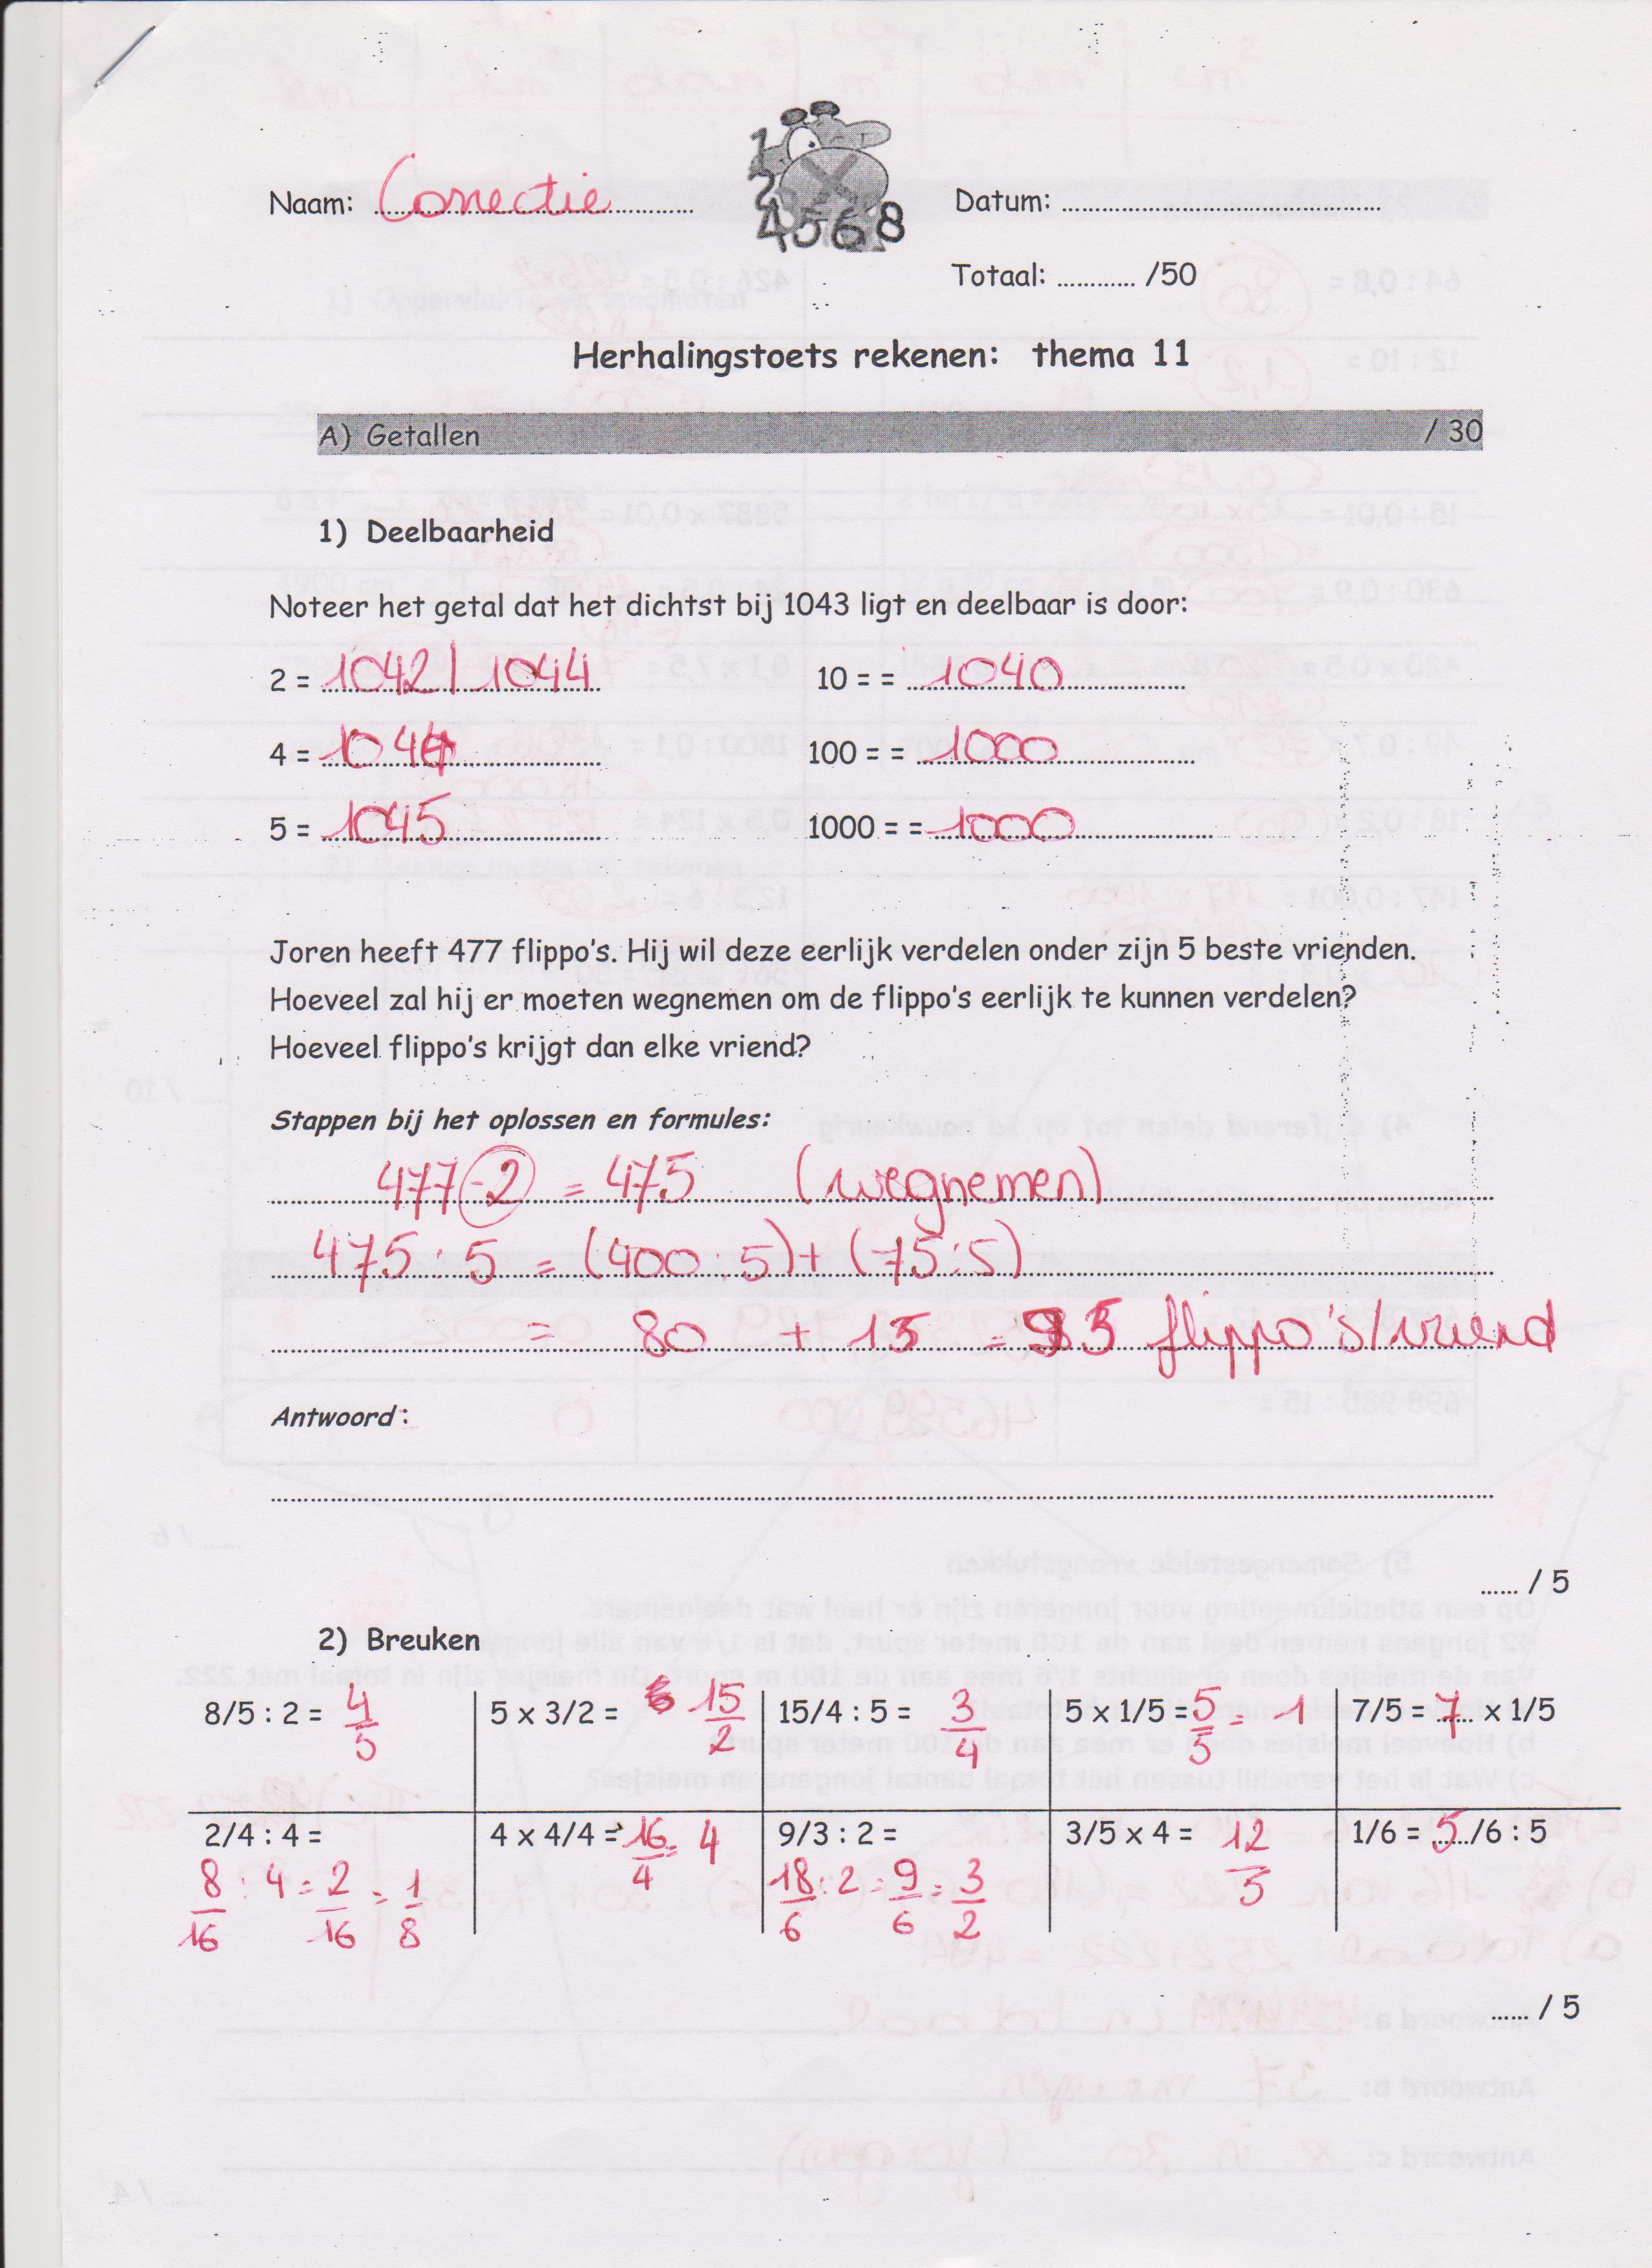 Naam: Correctie
Datum: ....................
Totaal: ............ /50
Herhalingstoets rekenen: thema 11
A) Getallen / 30
1) Deelbaarheid
Noteer het getal dat het dichtst bij 1043 ligt en deelbaar is door:
2 = 1042 | 1044 10 = = 1040
4 = 1044 100 = = 1000
5 = 1045 1000 = = 1000
Joren heeft 477 flippo's. Hij wil deze eerlijk verdelen onder zijn 5 beste vrienden.
Hoeveel zal hij er moeten wegnemen om de flippo's eerlijk te kunnen verdelen?
Hoeveel flippo's krijgt dan elke vriend?
Stappen bij het oplossen en formules:
477 - 2 = 475 (wegnemen)
475 : 5 = (400 : 5) + (75 : 5)
= 80 + 15 = 95 flippo's/vriend
Antwoord:
...... / 5
2) Breuken
8/5 : 2 = 4/5 5 x 3/2 = 15/2 15/4 : 5 = 3/4 5 x 1/5 = 5/5 = 1 7/5 = 7 x 1/5
2/4 : 4 = 4 x 4/4 = 16/4 = 4 9/3 : 2 = 3/5 x 4 = 12/5 1/6 = 5/6 : 5
8/16 : 4 = 2/16 = 1/8 18/6 : 2 = 9/6 = 3/2
...... / 5